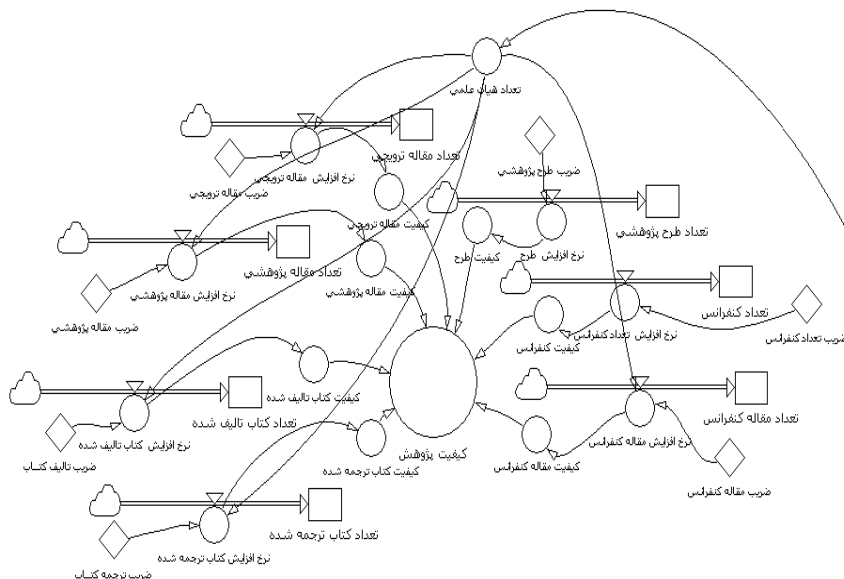 تعداد هيات علمي
تعداد مقاله ترويجي
نرخ افزايش مقاله ترويجي
ضريب مقاله ترويجي
ضريب طرح پژوهشي
کيفيت مقاله ترويجي
تعداد طرح پژوهشي
نرخ افزايش طرح
کيفيت طرح
تعداد مقاله پژوهشي
نرخ افزايش مقاله پژوهشي
کيفيت مقاله پژوهشي
ضريب مقاله پژوهشي
تعداد کنفرانس
نرخ افزايش تعداد کنفرانس
ضريب تعداد کنفرانس
کيفيت کنفرانس
کيفيت کتاب تاليف شده
تعداد کتاب تاليف شده
نرخ افزايش کتاب تاليف شده
ضريب تاليف کتاب
تعداد مقاله کنفرانس
نرخ افزايش مقاله کنفرانس
کيفيت پژوهش
کيفيت مقاله کنفرانس
کيفيت کتاب ترجمه شده
ضريب مقاله کنفرانس
تعداد کتاب ترجمه شده
نرخ افزايش کتاب ترجمه شده
ضريب ترجمه کتاب